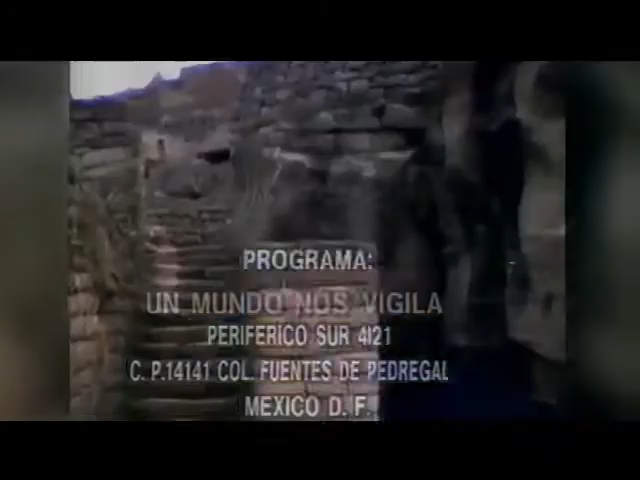 PROGRAMA:
UN MUNDO NOS VIGILA
PERIFERICO SUR 4121
C. P.14141 COL. FUENTES DE PEDREGAL
MEXICO D. F.